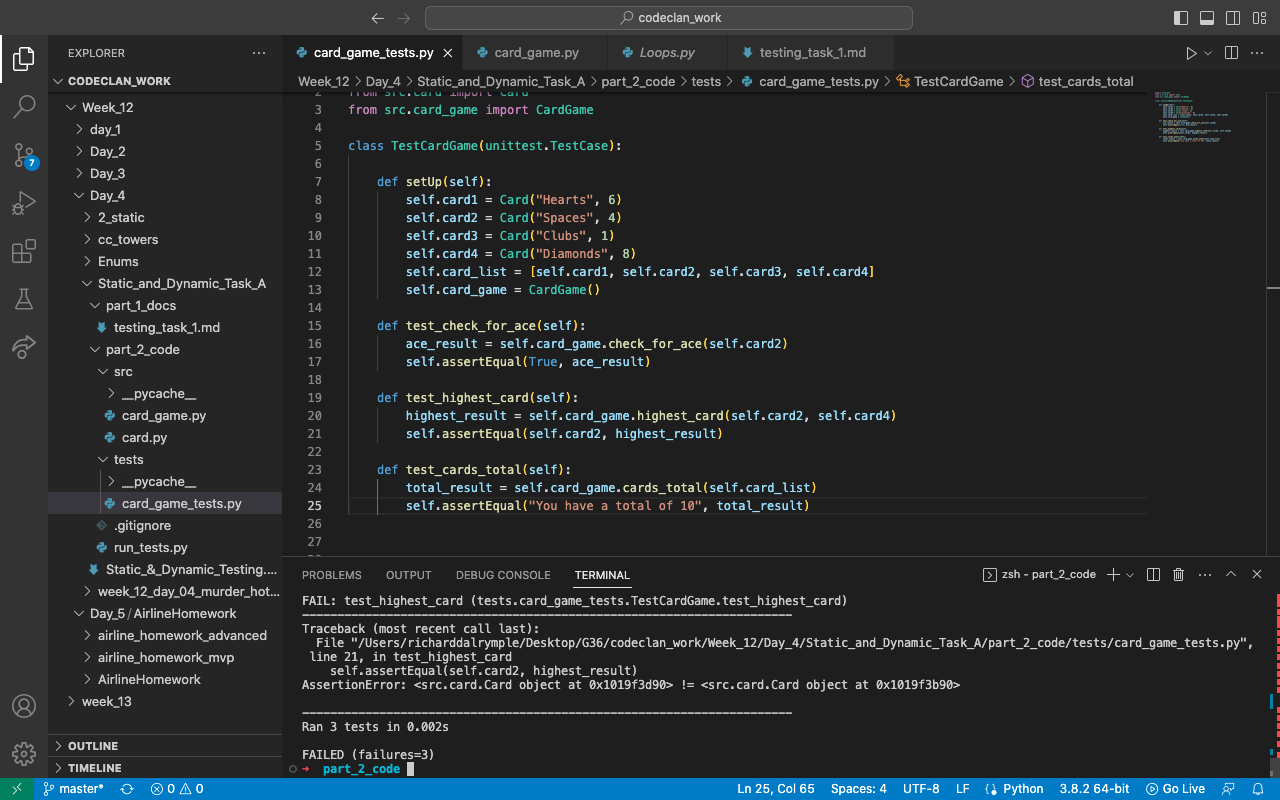 codeclan_work
EXPLORER
card_game_tests.py
card_game.py
Loops.py
testing_task_1.md
Week_12 > Day_4 > Static_and_Dynamic_Task_A > part_2_code > tests > card_game_tests.py > TestCardGame > test_cards_total
CODECLAN_WORK
Week_12
day_1
Day_2
Day_3
Day_4
2_static
cc_towers
Enums
Static_and_Dynamic_Task_A
part_1_docs
testing_task_1.md
part_2_code
src
__pycache__
card_game.py
card.py
tests
__pycache__
card_game_tests.py
.gitignore
run_tests.py
Static_&_Dynamic_Testing....
week_12_day_04_murder_hot...
Day_5/AirlineHomework
airline_homework_advanced
airline_homework_mvp
AirlineHomework
week_13
OUTLINE
TIMELINE
7
2 from src.card import Card
3 from src.card_game import CardGame
4
5 class TestCardGame(unittest.TestCase):
6
7 def setUp(self):
8 self.card1 = Card("Hearts", 6)
9 self.card2 = Card("Spaces", 4)
10 self.card3 = Card("Clubs", 1)
11 self.card4 = Card("Diamonds", 8)
12 self.card_list = [self.card1, self.card2, self.card3, self.card4]
13 self.card_game = CardGame()
14
15 def test_check_for_ace(self):
16 ace_result = self.card_game.check_for_ace(self.card2)
17 self.assertEqual(True, ace_result)
18
19 def test_highest_card(self):
20 highest_result = self.card_game.highest_card(self.card2, self.card4)
21 self.assertEqual(self.card2, highest_result)
22
23 def test_cards_total(self):
24 total_result = self.card_game.cards_total(self.card_list)
25 self.assertEqual("You have a total of 10", total_result)
26
27
PROBLEMS OUTPUT DEBUG CONSOLE TERMINAL
zsh - part_2_code
FAIL: test_highest_card (tests.card_game_tests.TestCardGame.test_highest_card)
----------------------------------------------------------------------
Traceback (most recent call last):
File "/Users/richarddalrymple/Desktop/G36/codeclan_work/Week_12/Day_4/Static_and_Dynamic_Task_A/part_2_code/tests/card_game_tests.py",
line 21, in test_highest_card
self.assertEqual(self.card2, highest_result)
AssertionError: <src.card.Card object at 0x1019f3d90> != <src.card.Card object at 0x1019f3b90>
----------------------------------------------------------------------
Ran 3 tests in 0.002s
FAILED (failures=3)
➜ part_2_code
master* 0 0 Ln 25, Col 65 Spaces: 4 UTF-8 LF Python 3.8.2 64-bit Go Live